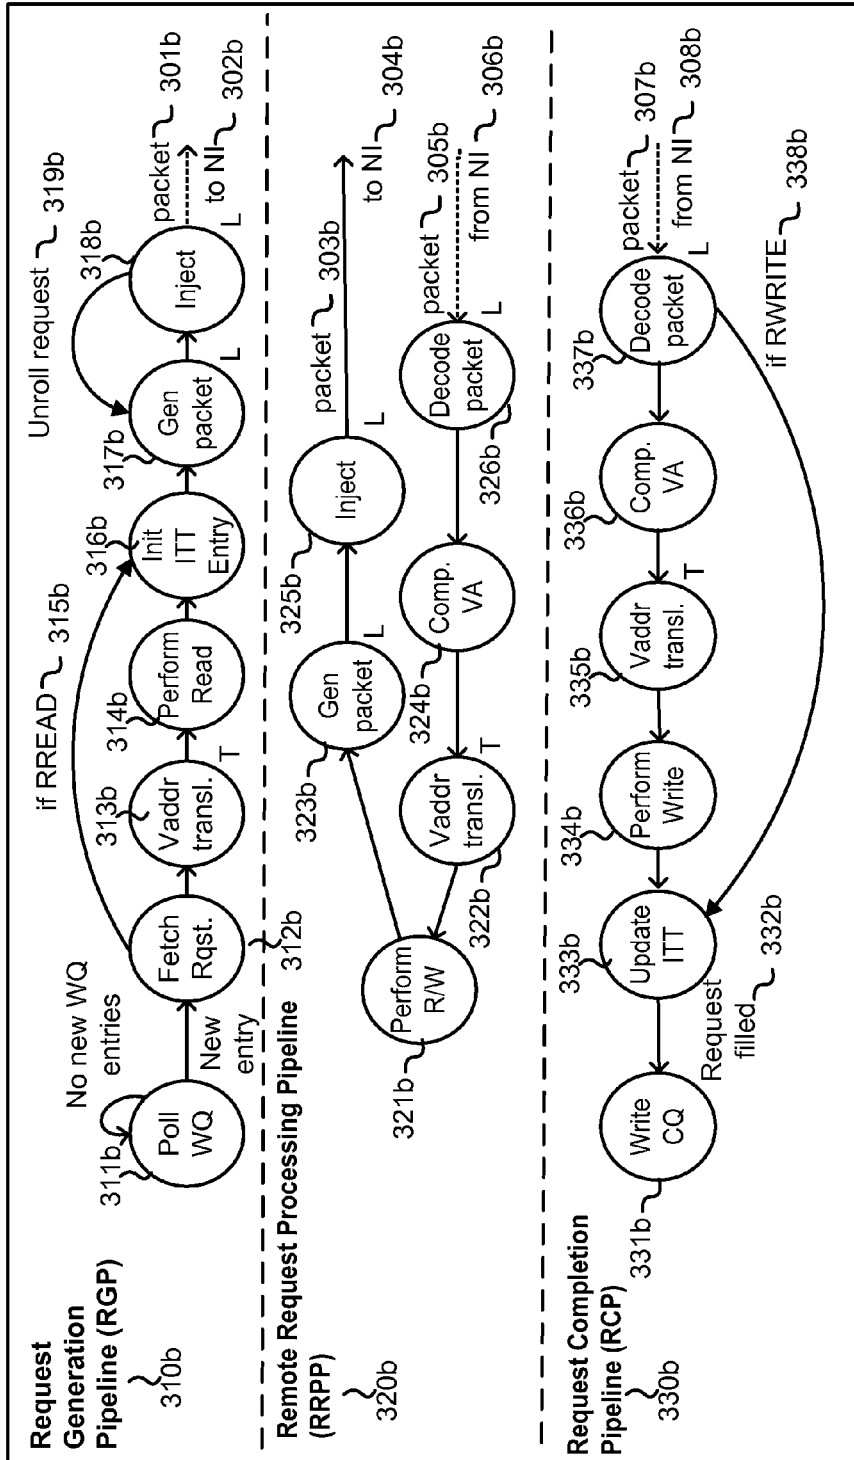 Request
Generation
Pipeline (RGP)
310b
No new WQ
entries
311b
Poll
WQ
New
entry
Fetch
Rqst.
312b
if RREAD
315b
313b
Vaddr
transl.
T
314b
Perform
Read
316b
Init
ITT
Entry
317b
Gen
packet
L
Unroll request
319b
318b
Inject
L
packet
301b
to NI
302b
Remote Request Processing Pipeline
(RRPP)
320b
321b
Perform
R/W
323b
Gen
packet
L
325b
Inject
L
packet
303b
to NI
304b
322b
Vaddr
transl.
T
324b
Comp.
VA
326b
Decode
packet
L
packet
305b
from NI
306b
Request Completion
Pipeline (RCP)
330b
331b
Write
CQ
Request
filled
332b
333b
Update
ITT
334b
Perform
Write
335b
Vaddr
transl.
T
336b
Comp.
VA
337b
Decode
packet
L
packet
307b
from NI
308b
if RWRITE
338b